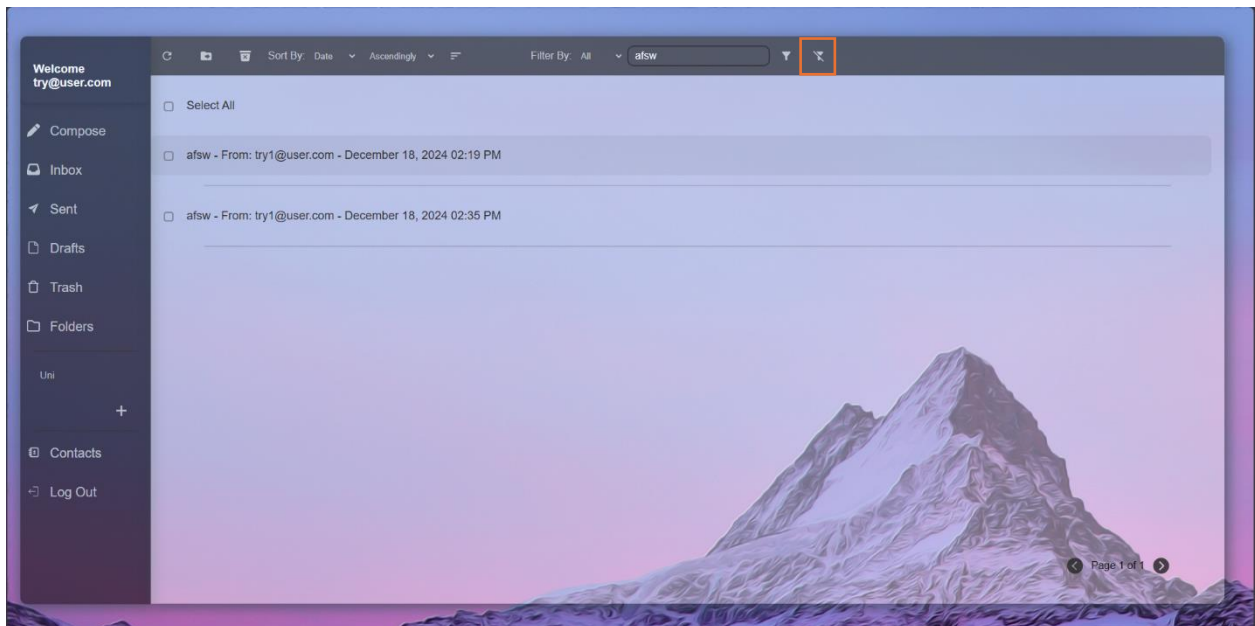 Welcome
try@user.com
Compose
Inbox
Sent
Drafts
Trash
Folders
Uni
+
Contacts
Log Out
Sort By: Date Ascendingly Filter By: All afsw
Select All
afsw - From: try1@user.com - December 18, 2024 02:19 PM
afsw - From: try1@user.com - December 18, 2024 02:35 PM
Page 1 of 1